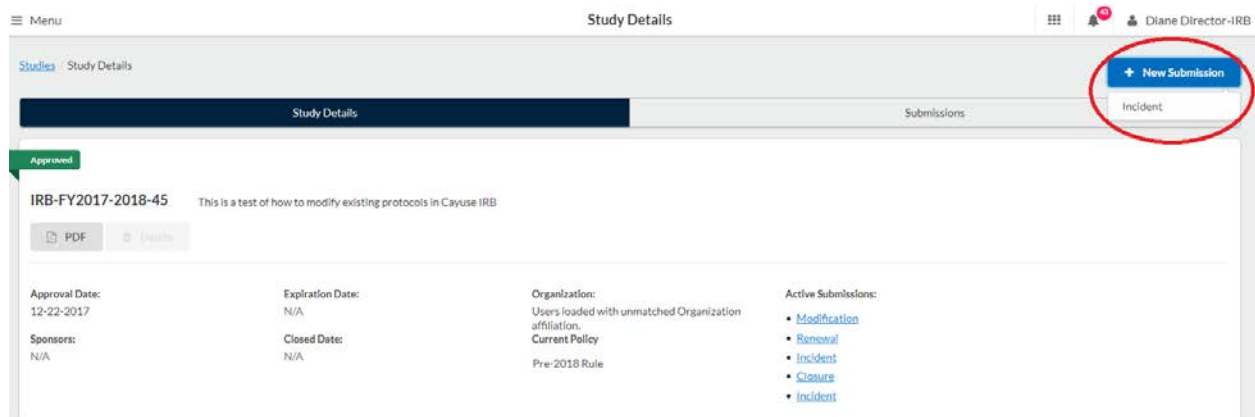 Menu
Study Details
43
Diane Director-IRB
Studies / Study Details
+ New Submission
Incident
Study Details
Submissions
Approved
IRB-FY2017-2018-45
This is a test of how to modify existing protocols in Cayuse IRB
PDF
Delete
Approval Date:
12-22-2017
Expiration Date:
N/A
Organization:
Users loaded with unmatched Organization
affiliation.
Active Submissions:
• Modification
• Renewal
• Incident
• Closure
• Incident
Sponsors:
N/A
Closed Date:
N/A
Current Policy
Pre-2018 Rule